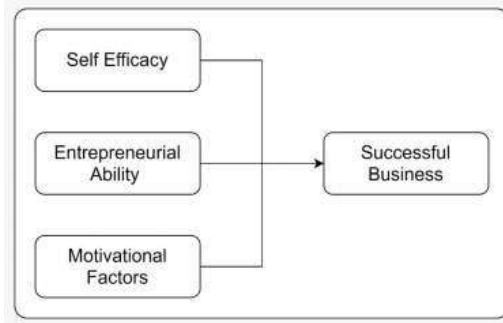 Self Efficacy
Entrepreneurial
Ability
Successful
Business
Motivational
Factors